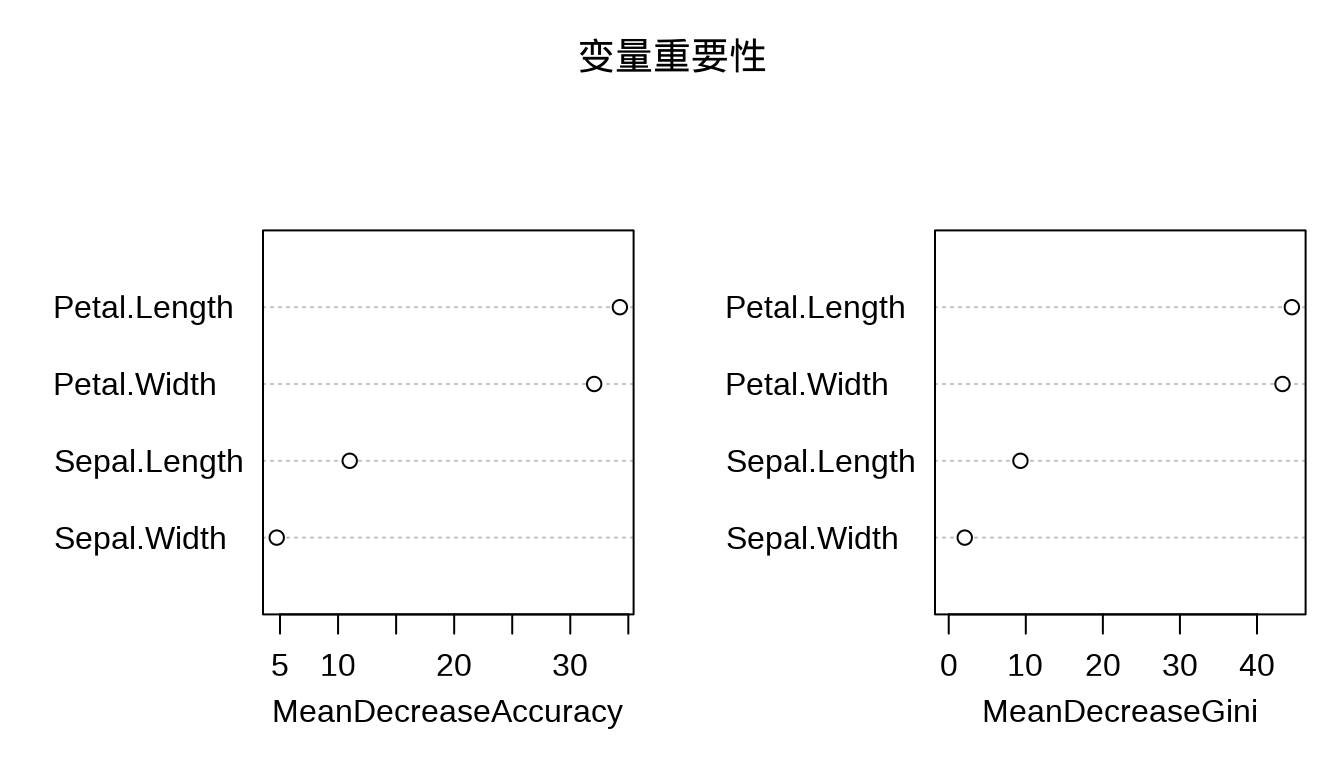 变量重要性
Petal.Length
Petal.Width
Sepal.Length
Sepal.Width
5 10 20 30
MeanDecreaseAccuracy
Petal.Length
Petal.Width
Sepal.Length
Sepal.Width
0 10 20 30 40
MeanDecreaseGini